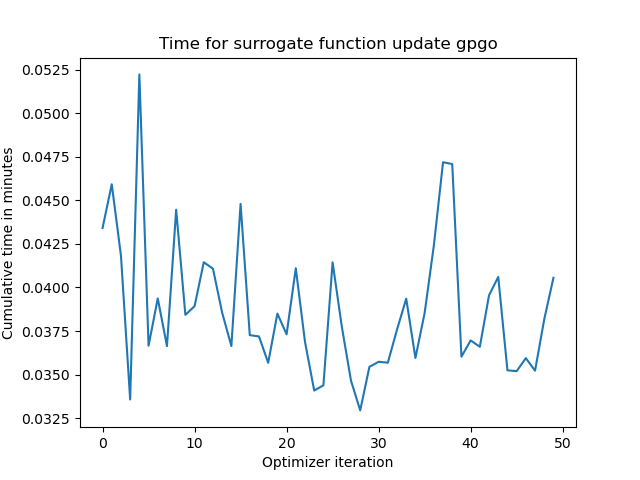 Time for surrogate function update gpgo
0.0525
0.0500
0.0475
0.0450
0.0425
0.0400
0.0375
0.0350
0.0325
Cumulative time in minutes
0 10 20 30 40 50
Optimizer iteration